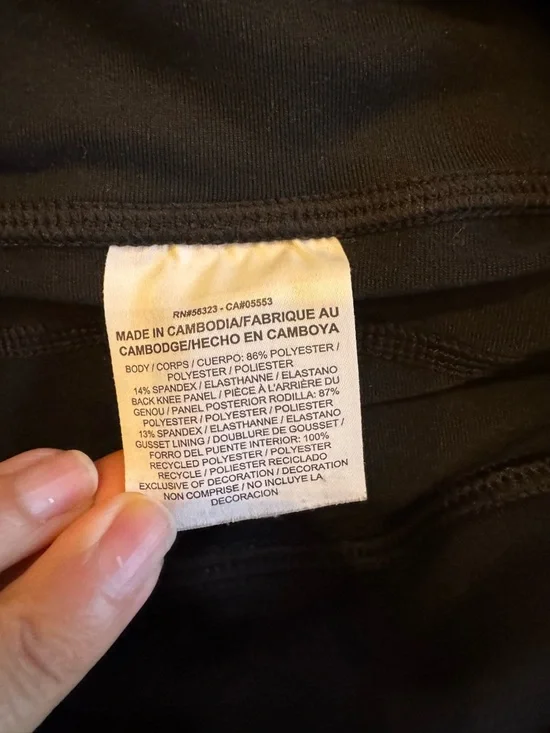 RN#56323 - CA#05553
MADE IN CAMBODIA/FABRIQUE AU
CAMBODGE/HECHO EN CAMBOYA
BODY / CORPS / CUERPO: 86% POLYESTER /
POLYESTER / POLIESTER
14% SPANDEX / ELASTHANNE / ELASTANO
BACK KNEE PANEL / PIÈCE À L'ARRIÈRE DU
GENOU / PANEL POSTERIOR RODILLA: 87%
POLYESTER / POLYESTER / POLIESTER
13% SPANDEX / ELASTHANNE / ELASTANO
GUSSET LINING / DOUBLURE DE GOUSSET /
FORRO DEL PUENTE INTERIOR: 100%
RECYCLED POLYESTER / POLYESTER
RECYCLE / POLIESTER RECICLADO
EXCLUSIVE OF DECORATION / DECORATION
NON COMPRISE / NO INCLUYE LA
DECORACION